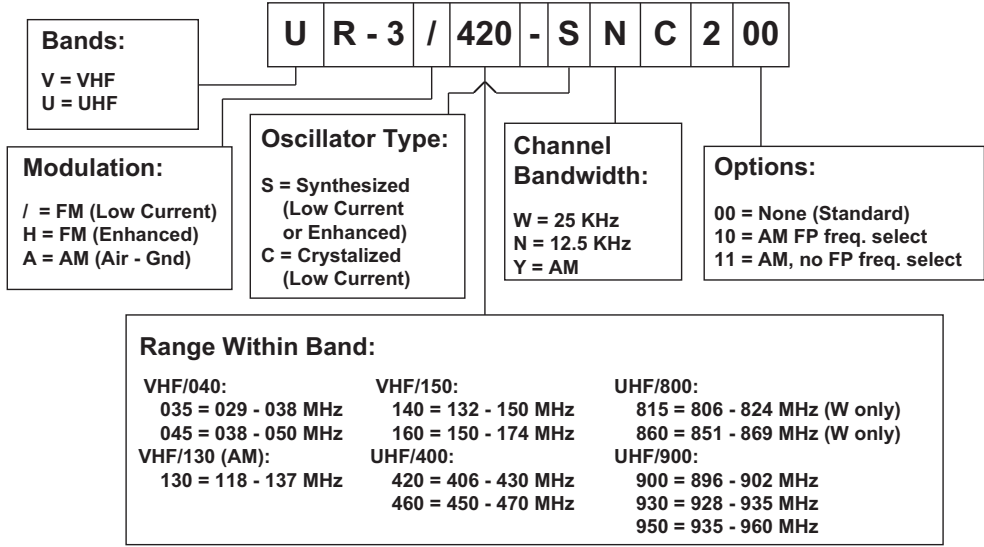 U R - 3 / 420 - S N C 2 00
Bands:
V = VHF
U = UHF
Modulation:
/ = FM (Low Current)
H = FM (Enhanced)
A = AM (Air - Gnd)
Oscillator Type:
S = Synthesized
(Low Current
or Enhanced)
C = Crystalized
(Low Current)
Channel
Bandwidth:
W = 25 KHz
N = 12.5 KHz
Y = AM
Options:
00 = None (Standard)
10 = AM FP freq. select
11 = AM, no FP freq. select
Range Within Band:
VHF/040:
035 = 029 - 038 MHz
045 = 038 - 050 MHz
VHF/130 (AM):
130 = 118 - 137 MHz
VHF/150:
140 = 132 - 150 MHz
160 = 150 - 174 MHz
UHF/400:
420 = 406 - 430 MHz
460 = 450 - 470 MHz
UHF/800:
815 = 806 - 824 MHz (W only)
860 = 851 - 869 MHz (W only)
UHF/900:
900 = 896 - 902 MHz
930 = 928 - 935 MHz
950 = 935 - 960 MHz